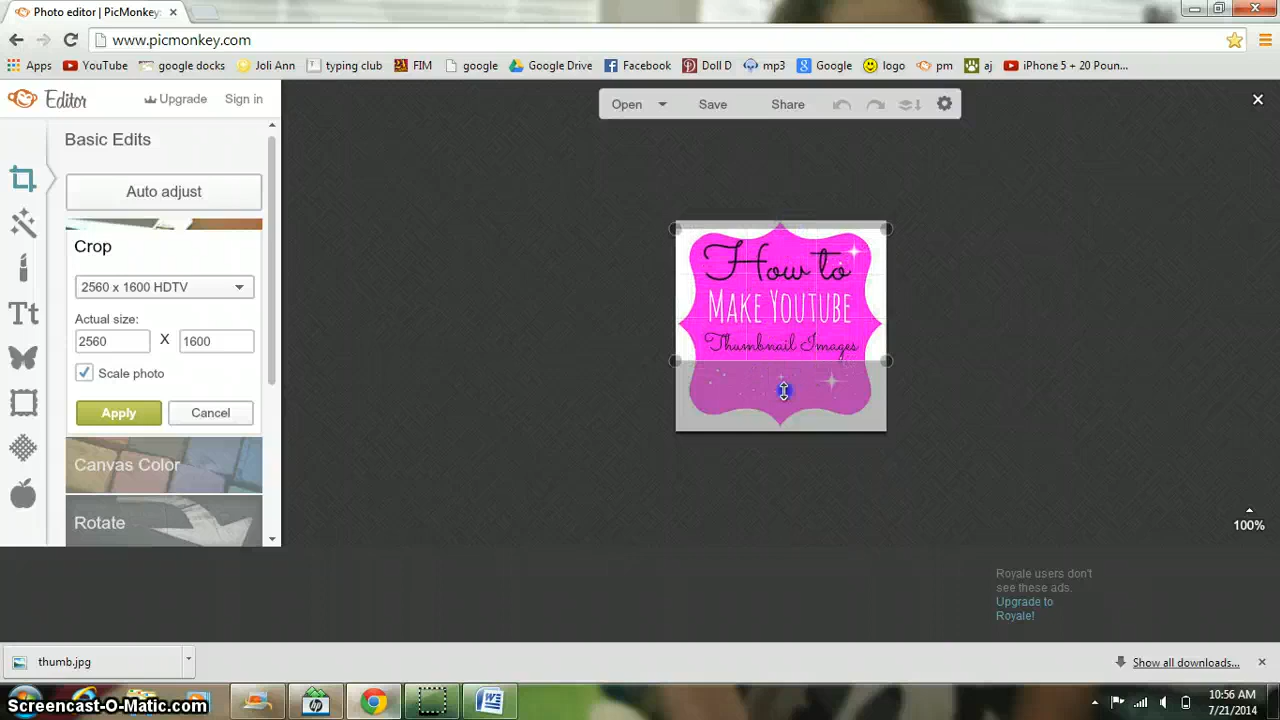 Photo editor | PicMonkey:
www.picmonkey.com
Apps YouTube google docks Joli Ann typing club FIM google Google Drive Facebook Doll D mp3 Google logo pm aj iPhone 5 + 20 Poun...
Editor Upgrade Sign in
Open Save Share
Basic Edits
Auto adjust
Crop
2560 x 1600 HDTV
Actual size:
2560 X 1600
Scale photo
Apply Cancel
Canvas Color
Rotate
How to
Make Youtube
Thumbnail Images
100%
Royale users don't
see these ads.
Upgrade to
Royale!
thumb.jpg
Show all downloads...
Screencast-O-Matic.com
10:56 AM
7/21/2014